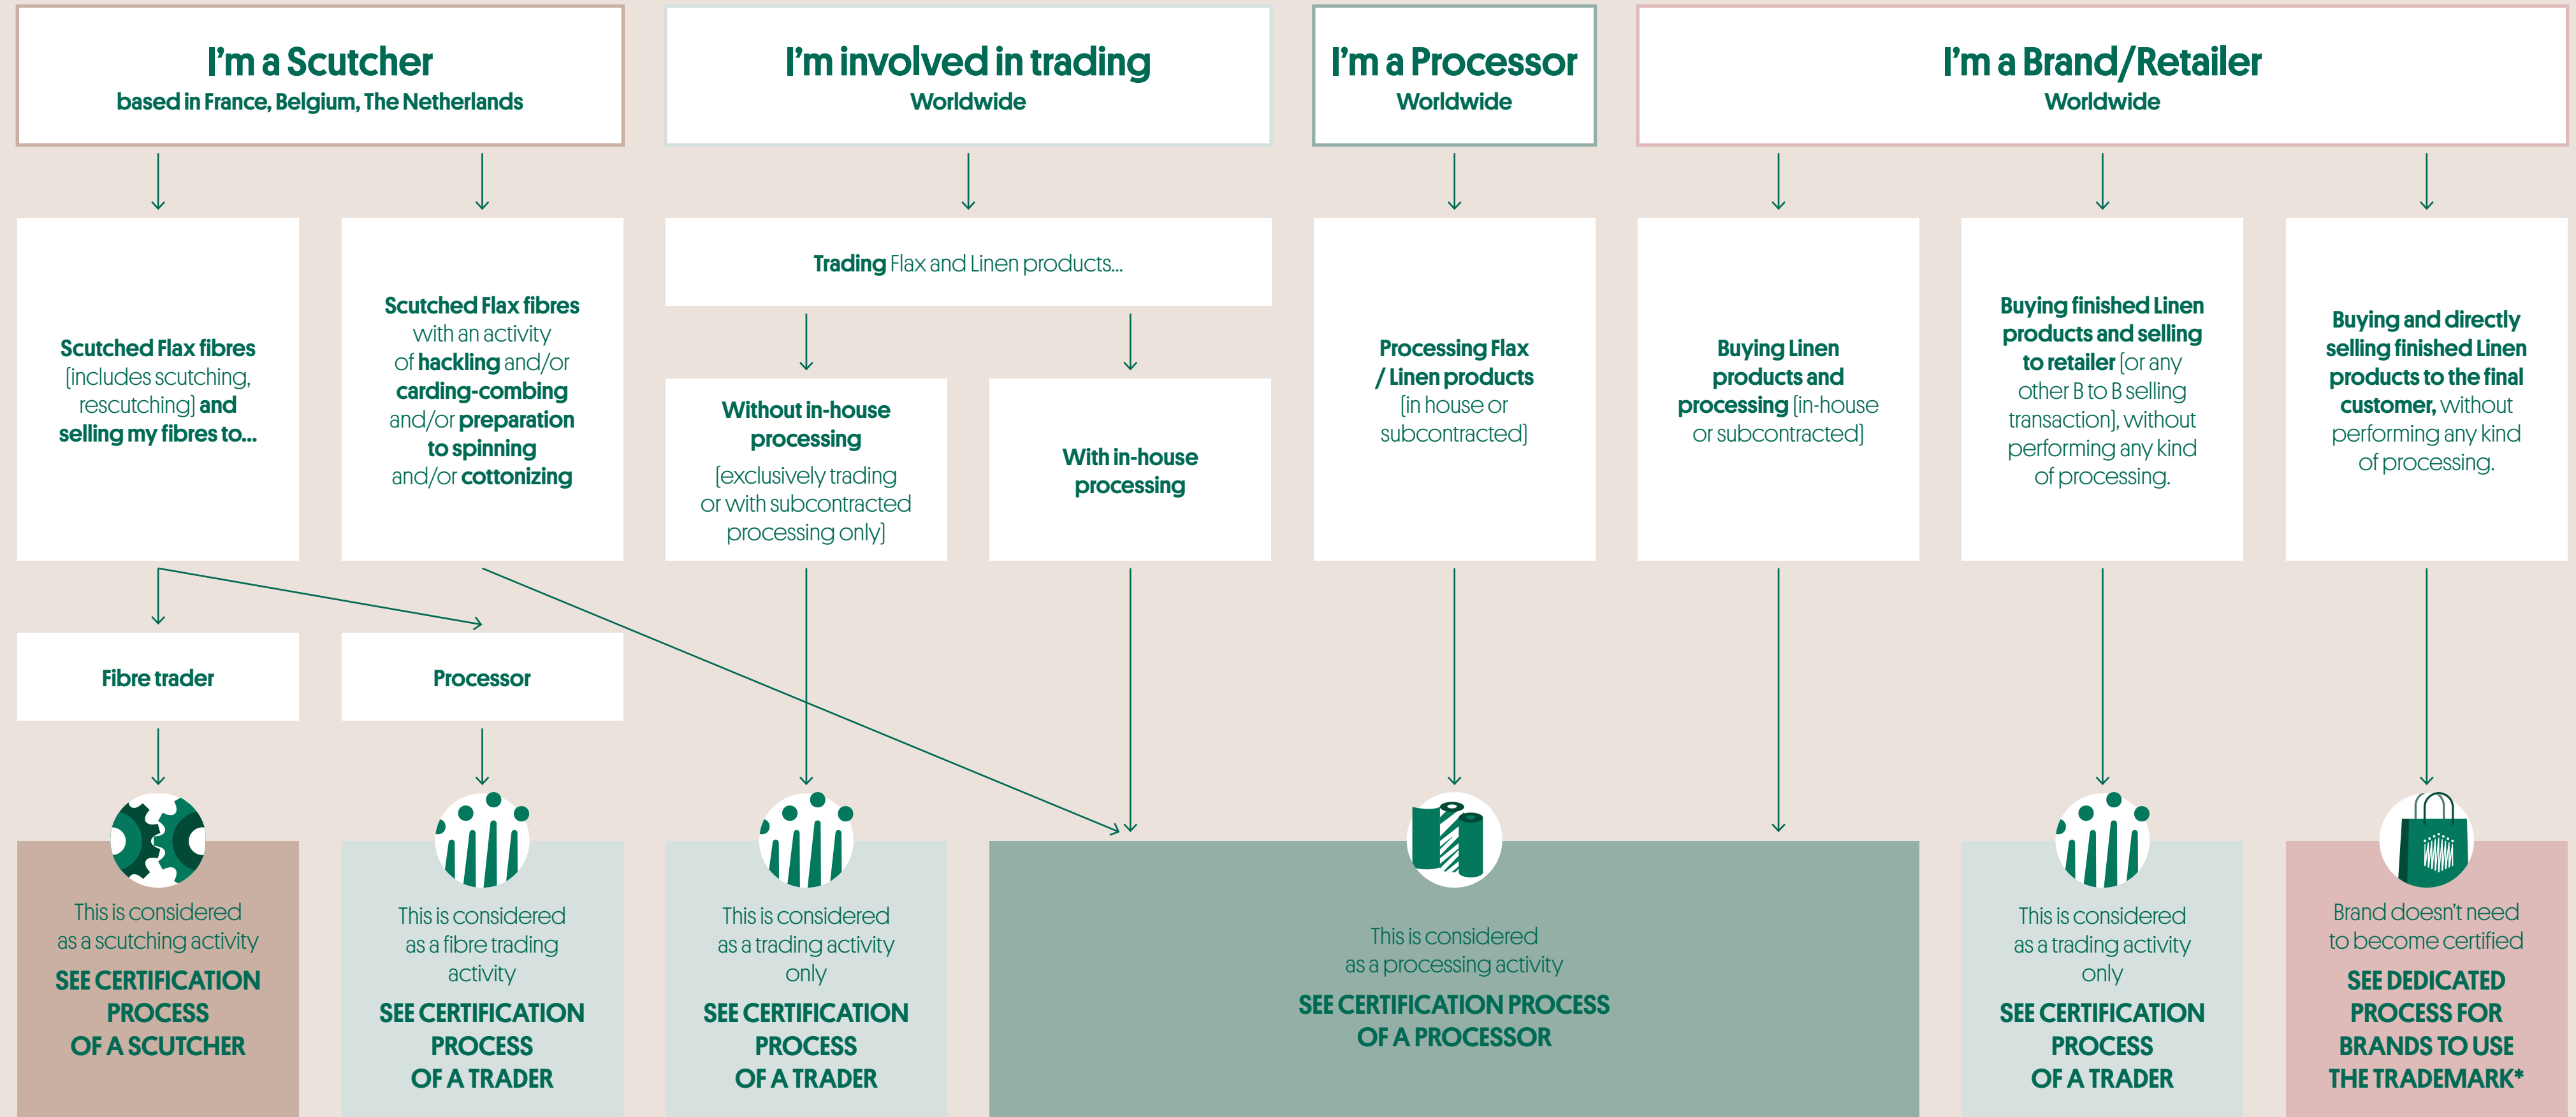 I'm a Scutcher
based in France, Belgium, The Netherlands
I'm involved in trading
Worldwide
I'm a Processor
Worldwide
I'm a Brand/Retailer
Worldwide
Scutched Flax fibres
(includes scutching,
rescutching) and
selling my fibres to...
Scutched Flax fibres
with an activity
of hackling and/or
carding-combing
and/or preparation
to spinning
and/or cottonizing
Trading Flax and Linen products...
Without in-house
processing
(exclusively trading
or with subcontracted
processing only)
With in-house
processing
Processing Flax
/ Linen products
(in house or
subcontracted)
Buying Linen
products and
processing (in-house
or subcontracted)
Buying finished Linen
products and selling
to retailer (or any
other B to B selling
transaction), without
performing any kind
of processing.
Buying and directly
selling finished Linen
products to the final
customer, without
performing any kind
of processing.
Fibre trader
Processor
This is considered
as a scutching activity
SEE CERTIFICATION
PROCESS
OF A SCUTCHER
This is considered
as a fibre trading
activity
SEE CERTIFICATION
PROCESS
OF A TRADER
This is considered
as a trading activity
only
SEE CERTIFICATION
PROCESS
OF A TRADER
This is considered
as a processing activity
SEE CERTIFICATION PROCESS
OF A PROCESSOR
This is considered
as a trading activity
only
SEE CERTIFICATION
PROCESS
OF A TRADER
Brand doesn't need
to become certified
SEE DEDICATED
PROCESS FOR
BRANDS TO USE
THE TRADEMARK*